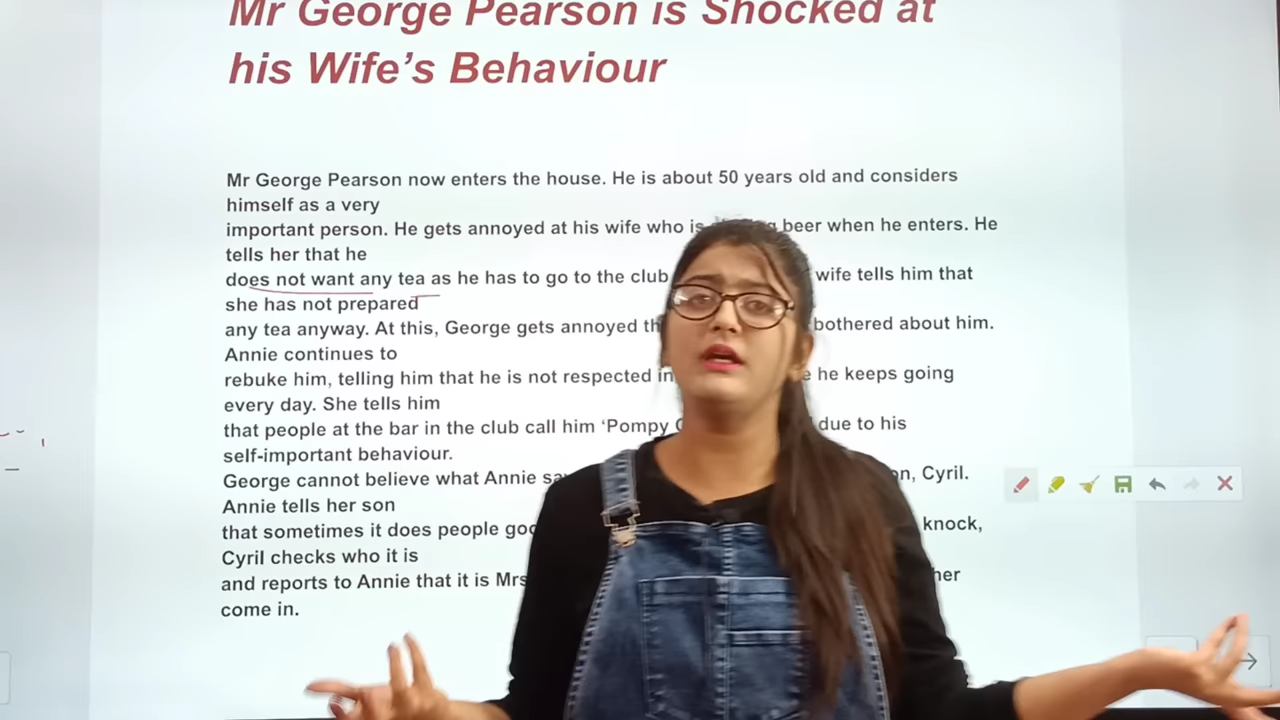 Mr George Pearson is Shocked at
his Wife's Behaviour
Mr George Pearson now enters the house. He is about 50 years old and considers
himself as a very
important person. He gets annoyed at his wife who is beer when he enters. He
tells her that he
does not want any tea as he has to go to the club wife tells him that
she has not prepared
any tea anyway. At this, George gets annoyed bothered about him.
Annie continues to
rebuke him, telling him that he is not respected in he keeps going
every day. She tells him
that people at the bar in the club call him ‘Pompy due to his
self-important behaviour.
George cannot believe what Annie Cyril.
Annie tells her son
that sometimes it does people knock,
Cyril checks who it is
and reports to Annie that it is Mrs
come in.